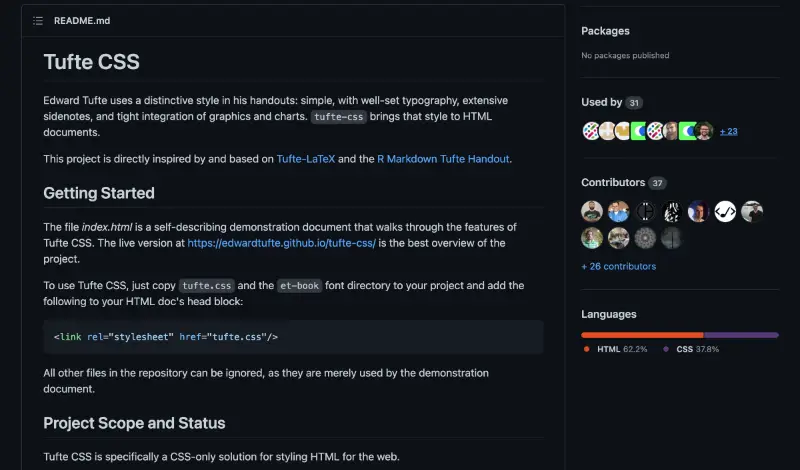 README.md
Tufte CSS
Edward Tufte uses a distinctive style in his handouts: simple, with well-set typography, extensive
sidenotes, and tight integration of graphics and charts. tufte-css brings that style to HTML
documents.
This project is directly inspired by and based on Tufte-LaTeX and the R Markdown Tufte Handout.
Getting Started
The file index.html is a self-describing demonstration document that walks through the features of
Tufte CSS. The live version at https://edwardtufte.github.io/tufte-css/ is the best overview of the
project.
To use Tufte CSS, just copy tufte.css and the et-book font directory to your project and add the
following to your HTML doc's head block:
<link rel="stylesheet" href="tufte.css"/>
All other files in the repository can be ignored, as they are merely used by the demonstration
document.
Project Scope and Status
Tufte CSS is specifically a CSS-only solution for styling HTML for the web.
Packages
No packages published
Used by 31
+ 23
Contributors 37
+ 26 contributors
Languages
HTML 62.2% CSS 37.8%